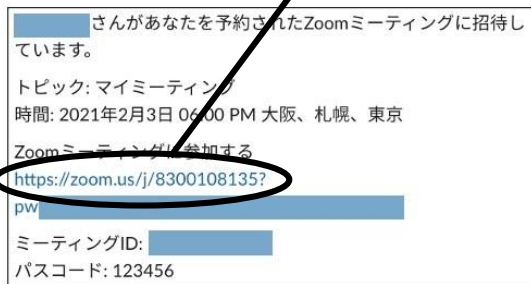 さんがあなたを予約されたZoomミーティングに招待し
ています。
トピック: マイミーティング
時間: 2021年2月3日 06:00 PM 大阪、札幌、東京
Zoomミーティングに参加する
https://zoom.us/j/8300108135?
pw
ミーティングID:
パスコード: 123456